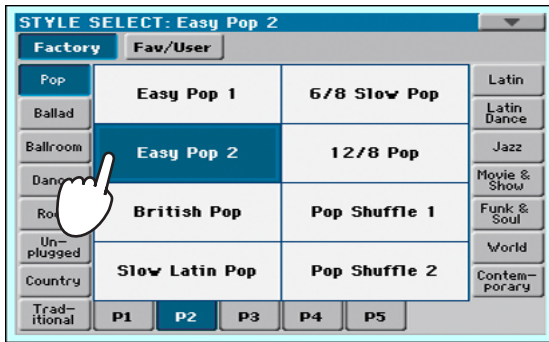 STYLE SELECT: Easy Pop 2
Factory Fav/User
Pop
Ballad
Ballroom
Un-
plugged
Country
Trad-
itional
Easy Pop 1
6/8 Slow Pop
Easy Pop 2
12/8 Pop
British Pop
Pop Shuffle 1
Slow Latin Pop
Pop Shuffle 2
Latin
Latin
Dance
Jazz
Movie &
Show
Funk &
Soul
World
Contem-
porary
P1 P2 P3 P4 P5